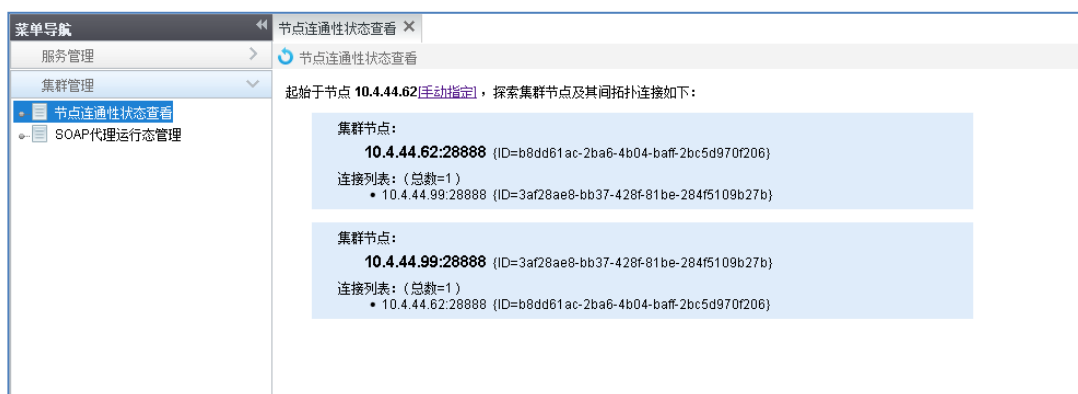 菜单导航
服务管理
集群管理
节点连通性状态查看
SOAP代理运行态管理
节点连通性状态查看
节点连通性状态查看
起始于节点 10.4.44.62[手动指定]，探索集群节点及其间拓扑连接如下：
集群节点：
10.4.44.62:28888 {ID=b8dd61ac-2ba6-4b04-baff-2bc5d970f206}
连接列表：（总数=1）
• 10.4.44.99:28888 {ID=3af28ae8-bb37-428f-81be-284f5109b27b}
集群节点：
10.4.44.99:28888 {ID=3af28ae8-bb37-428f-81be-284f5109b27b}
连接列表：（总数=1）
• 10.4.44.62:28888 {ID=b8dd61ac-2ba6-4b04-baff-2bc5d970f206}